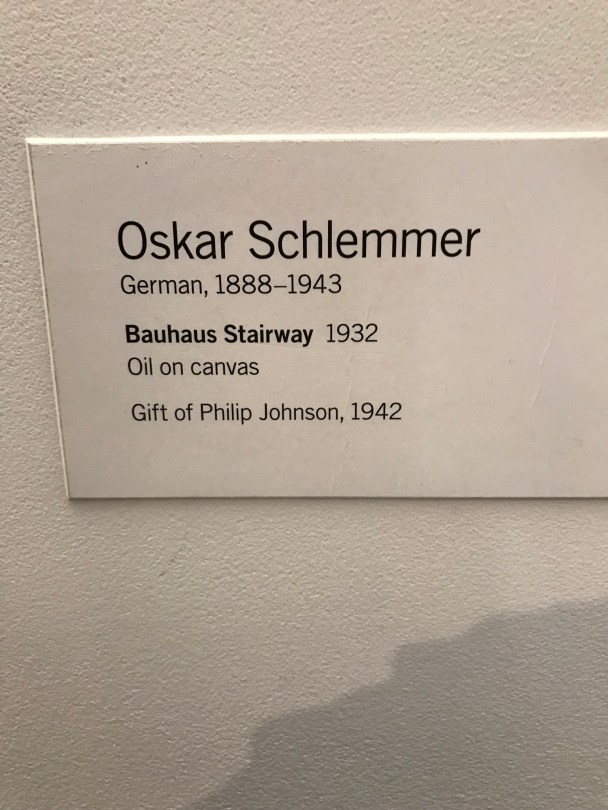 Oskar Schlemmer
German, 1888–1943
Bauhaus Stairway 1932
Oil on canvas
Gift of Philip Johnson, 1942